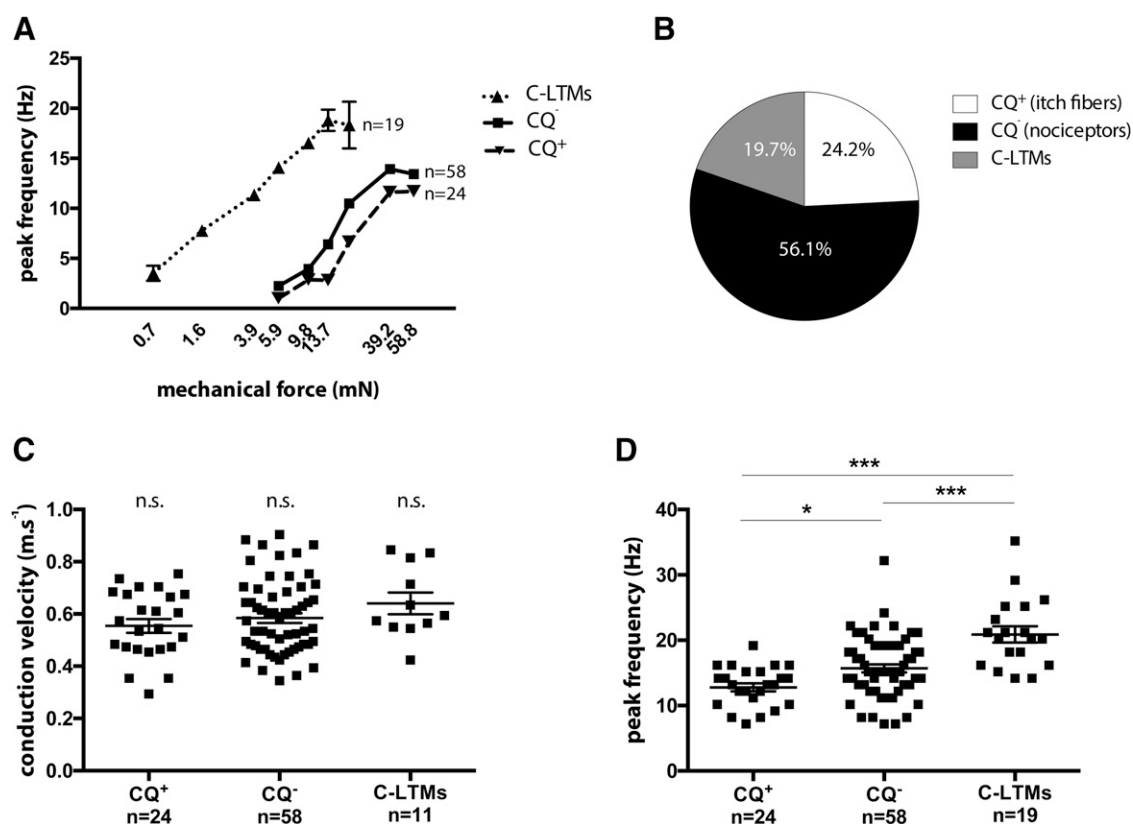 A
peak frequency (Hz)
25
20
15
10
5
0
0.7
1.6
3.9
5.9
9.8
13.7
39.2
58.8
mechanical force (mN)
n=19
n=58
n=24
C-LTMs
CQ⁻
CQ⁺
B
19.7%
24.2%
56.1%
CQ⁺ (itch fibers)
CQ⁻ (nociceptors)
C-LTMs
C
conduction velocity (m.s⁻¹)
1.0
0.8
0.6
0.4
0.2
0.0
n.s.
n.s.
n.s.
CQ⁺
n=24
CQ⁻
n=58
C-LTMs
n=11
D
peak frequency (Hz)
40
30
20
10
0
***
***
*
CQ⁺
n=24
CQ⁻
n=58
C-LTMs
n=19